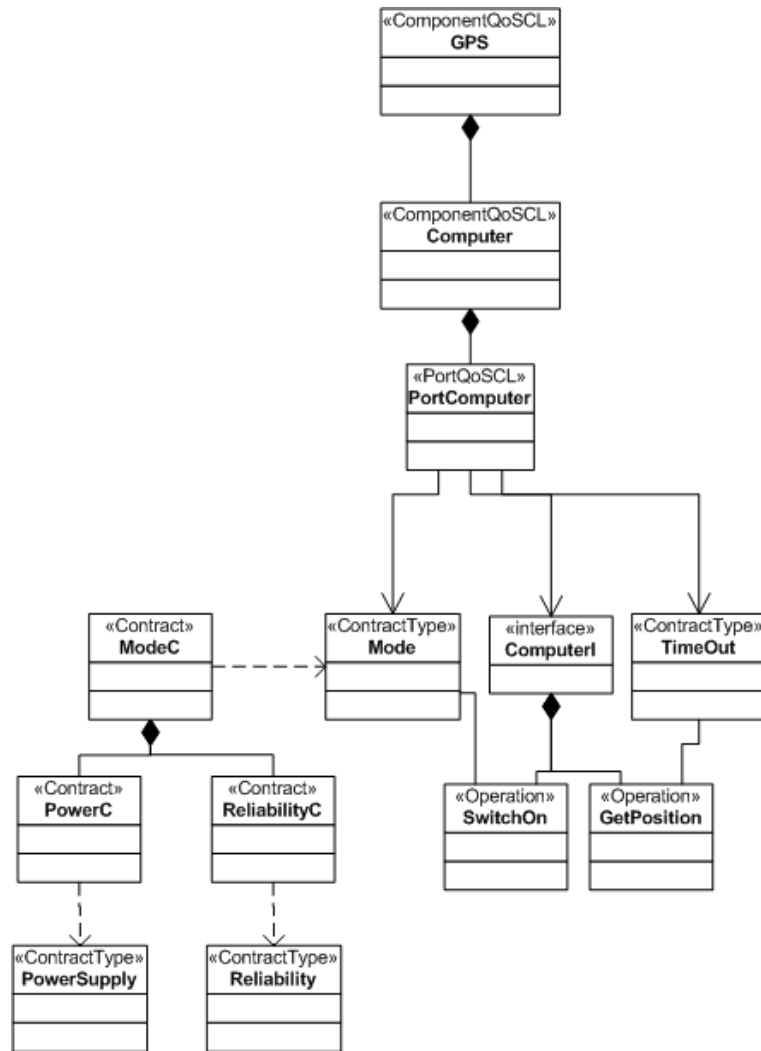 «ComponentQoSCL»
GPS
«ComponentQoSCL»
Computer
«PortQoSCL»
PortComputer
«Contract»
ModeC
«ContractType»
Mode
«interface»
ComputerI
«ContractType»
TimeOut
«Contract»
PowerC
«Contract»
ReliabilityC
«Operation»
SwitchOn
«Operation»
GetPosition
«ContractType»
PowerSupply
«ContractType»
Reliability